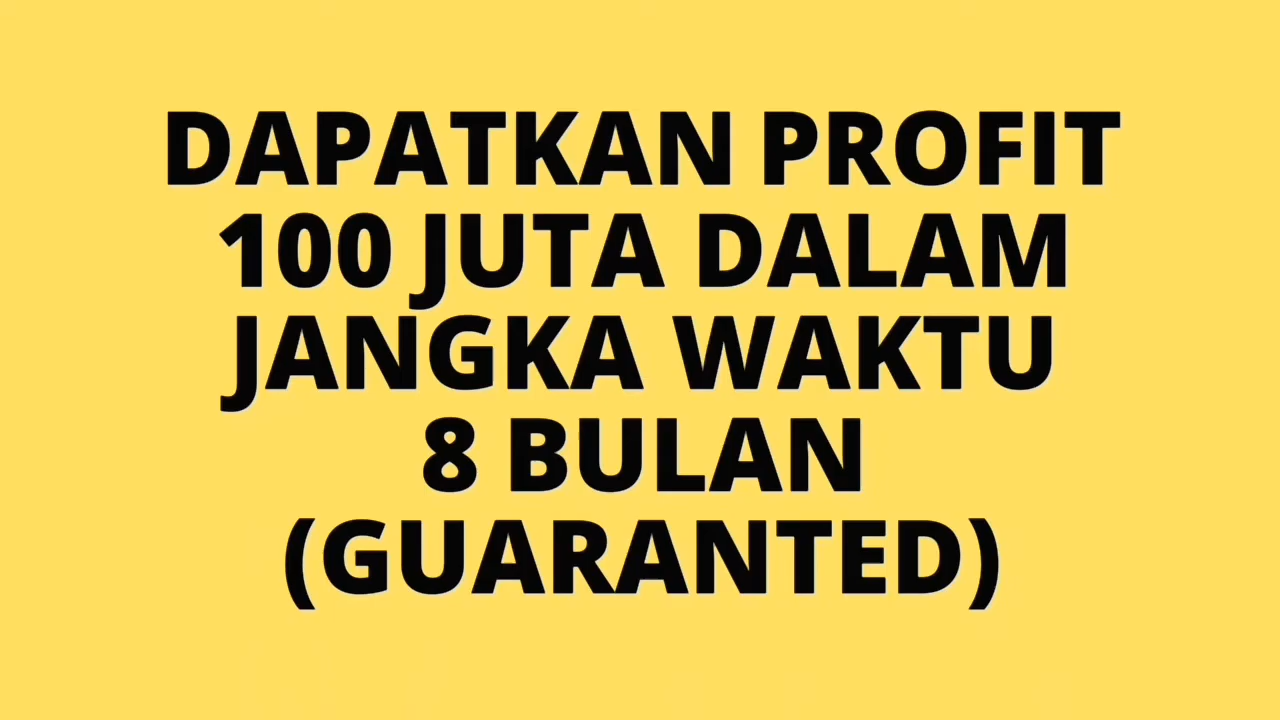 DAPATKAN PROFIT
100 JUTA DALAM
JANGKA WAKTU
8 BULAN
(GUARANTED)